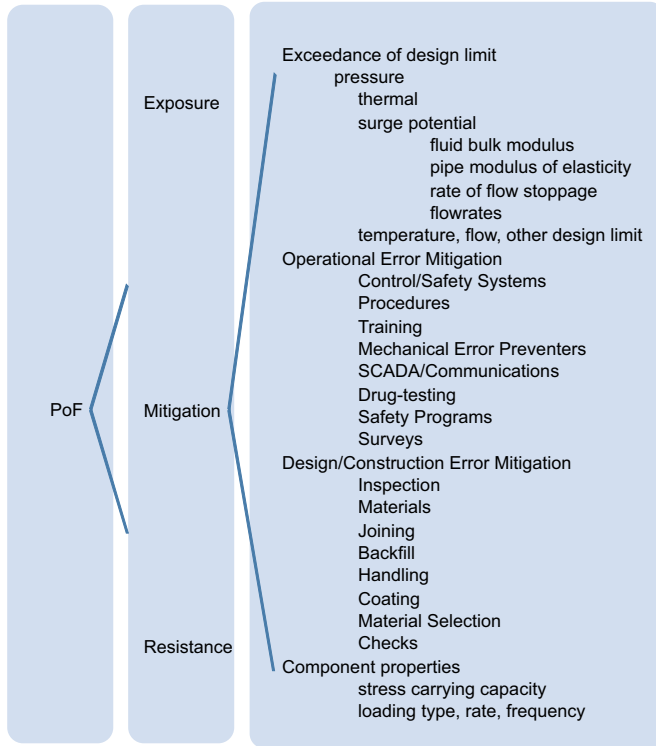 PoF
Exposure
Mitigation
Resistance
Exceedance of design limit
pressure
thermal
surge potential
fluid bulk modulus
pipe modulus of elasticity
rate of flow stoppage
flowrates
temperature, flow, other design limit
Operational Error Mitigation
Control/Safety Systems
Procedures
Training
Mechanical Error Preventers
SCADA/Communications
Drug-testing
Safety Programs
Surveys
Design/Construction Error Mitigation
Inspection
Materials
Joining
Backfill
Handling
Coating
Material Selection
Checks
Component properties
stress carrying capacity
loading type, rate, frequency